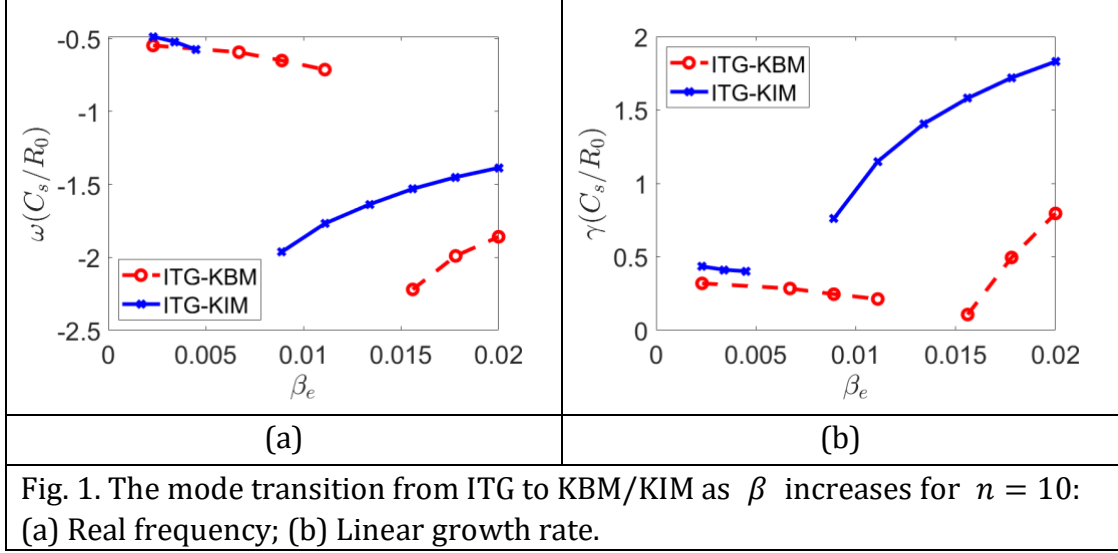 -0.5
-1
-1.5
-2
-2.5
ω(C_s/R_0)
ITG-KBM
ITG-KIM
0 0.005 0.01 0.015 0.02
β_e
2
1.5
1
0.5
0
γ(C_s/R_0)
ITG-KBM
ITG-KIM
0 0.005 0.01 0.015 0.02
β_e
(a)
(b)
Fig. 1. The mode transition from ITG to KBM/KIM as β increases for n = 10:
(a) Real frequency; (b) Linear growth rate.